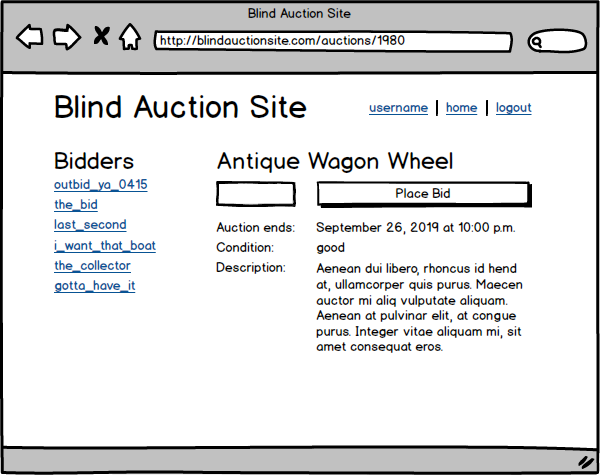 Blind Auction Site
http://blindauctionsite.com/auctions/1980
Blind Auction Site
username | home | logout
Bidders
outbid_ya_0415
the_bid
last_second
i_want_that_boat
the_collector
gotta_have_it
Antique Wagon Wheel
Place Bid
Auction ends: September 26, 2019 at 10:00 p.m.
Condition: good
Description: Aenean dui libero, rhoncus id hend
at, ullamcorper quis purus. Maecen
auctor mi aliq vulputate aliquam.
Aenean at pulvinar elit, at congue
purus. Integer vitae aliquam mi, sit
amet consequat eros.